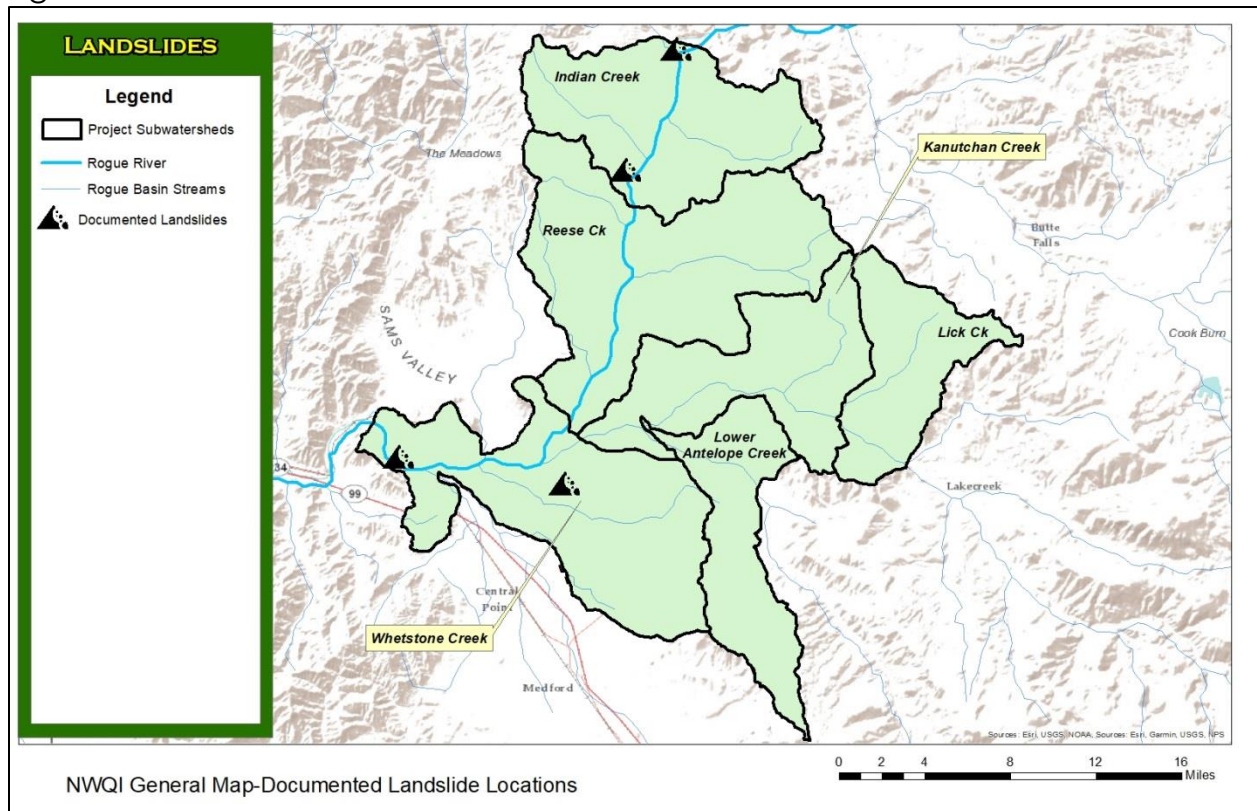 LANDSLIDES
Legend
Project Subwatersheds
Rogue River
Rogue Basin Streams
Documented Landslides
Indian Creek
Kanutchan Creek
The Meadows
Reese Ck
Butte
Falls
SAMS VALLEY
Lick Ck
Cook Burn
Lower
Antelope Creek
34
99
Lakecreek
Central
Point
Whetstone Creek
Medford
Sources: Esri, USGS, NOAA, Sources: Esri, Garmin, USGS, NPS
NWQI General Map-Documented Landslide Locations
0 2 4 8 12 16
Miles